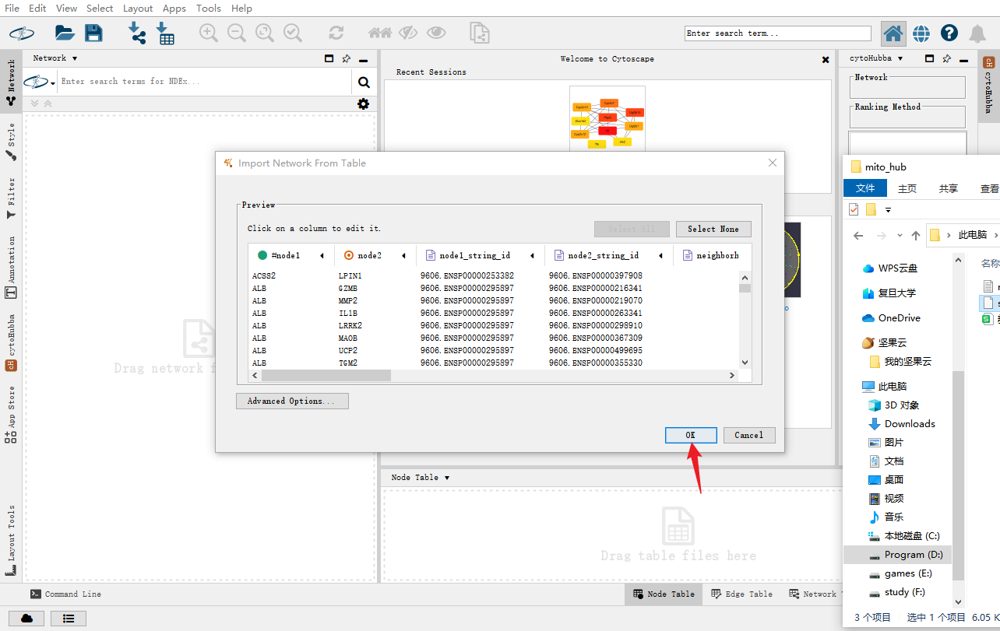 File Edit View Select Layout Apps Tools Help
Enter search term...
Network
Style
Filter
Annotation
cytoHubba
App Store
Layout Tools
Network
Enter search terms for NDEx...
Drag network f
Welcome to Cytoscape
Recent Sessions
cytoHubba
Network
Ranking Method
cytoHubba
Import Network From Table
Preview
Click on a column to edit it.
Select All
Select None
#node1 node2 node1_string_id node2_string_id neighborh
ACSS2 LPIN1 9606.ENSP00000253382 9606.ENSP00000397908
ALB GZMB 9606.ENSP00000295897 9606.ENSP00000216341
ALB MMP2 9606.ENSP00000295897 9606.ENSP00000219070
ALB IL1B 9606.ENSP00000295897 9606.ENSP00000263341
ALB LRRK2 9606.ENSP00000295897 9606.ENSP00000298910
ALB MAOB 9606.ENSP00000295897 9606.ENSP00000367309
ALB UCP2 9606.ENSP00000295897 9606.ENSP00000499695
ALB TGM2 9606.ENSP00000295897 9606.ENSP00000355330
Advanced Options...
OK
Cancel
Node Table
Drag table files here
Command Line
Node Table
Edge Table
Network
mito_hub
文件 主页 共享 查看
此电脑
名称
WPS云盘
复旦大学
OneDrive
坚果云
我的坚果云
此电脑
3D 对象
Downloads
图片
文档
桌面
视频
音乐
本地磁盘 (C:)
Program (D:)
games (E:)
study (F:)
3 个项目 选中 1 个项目 6.05 K